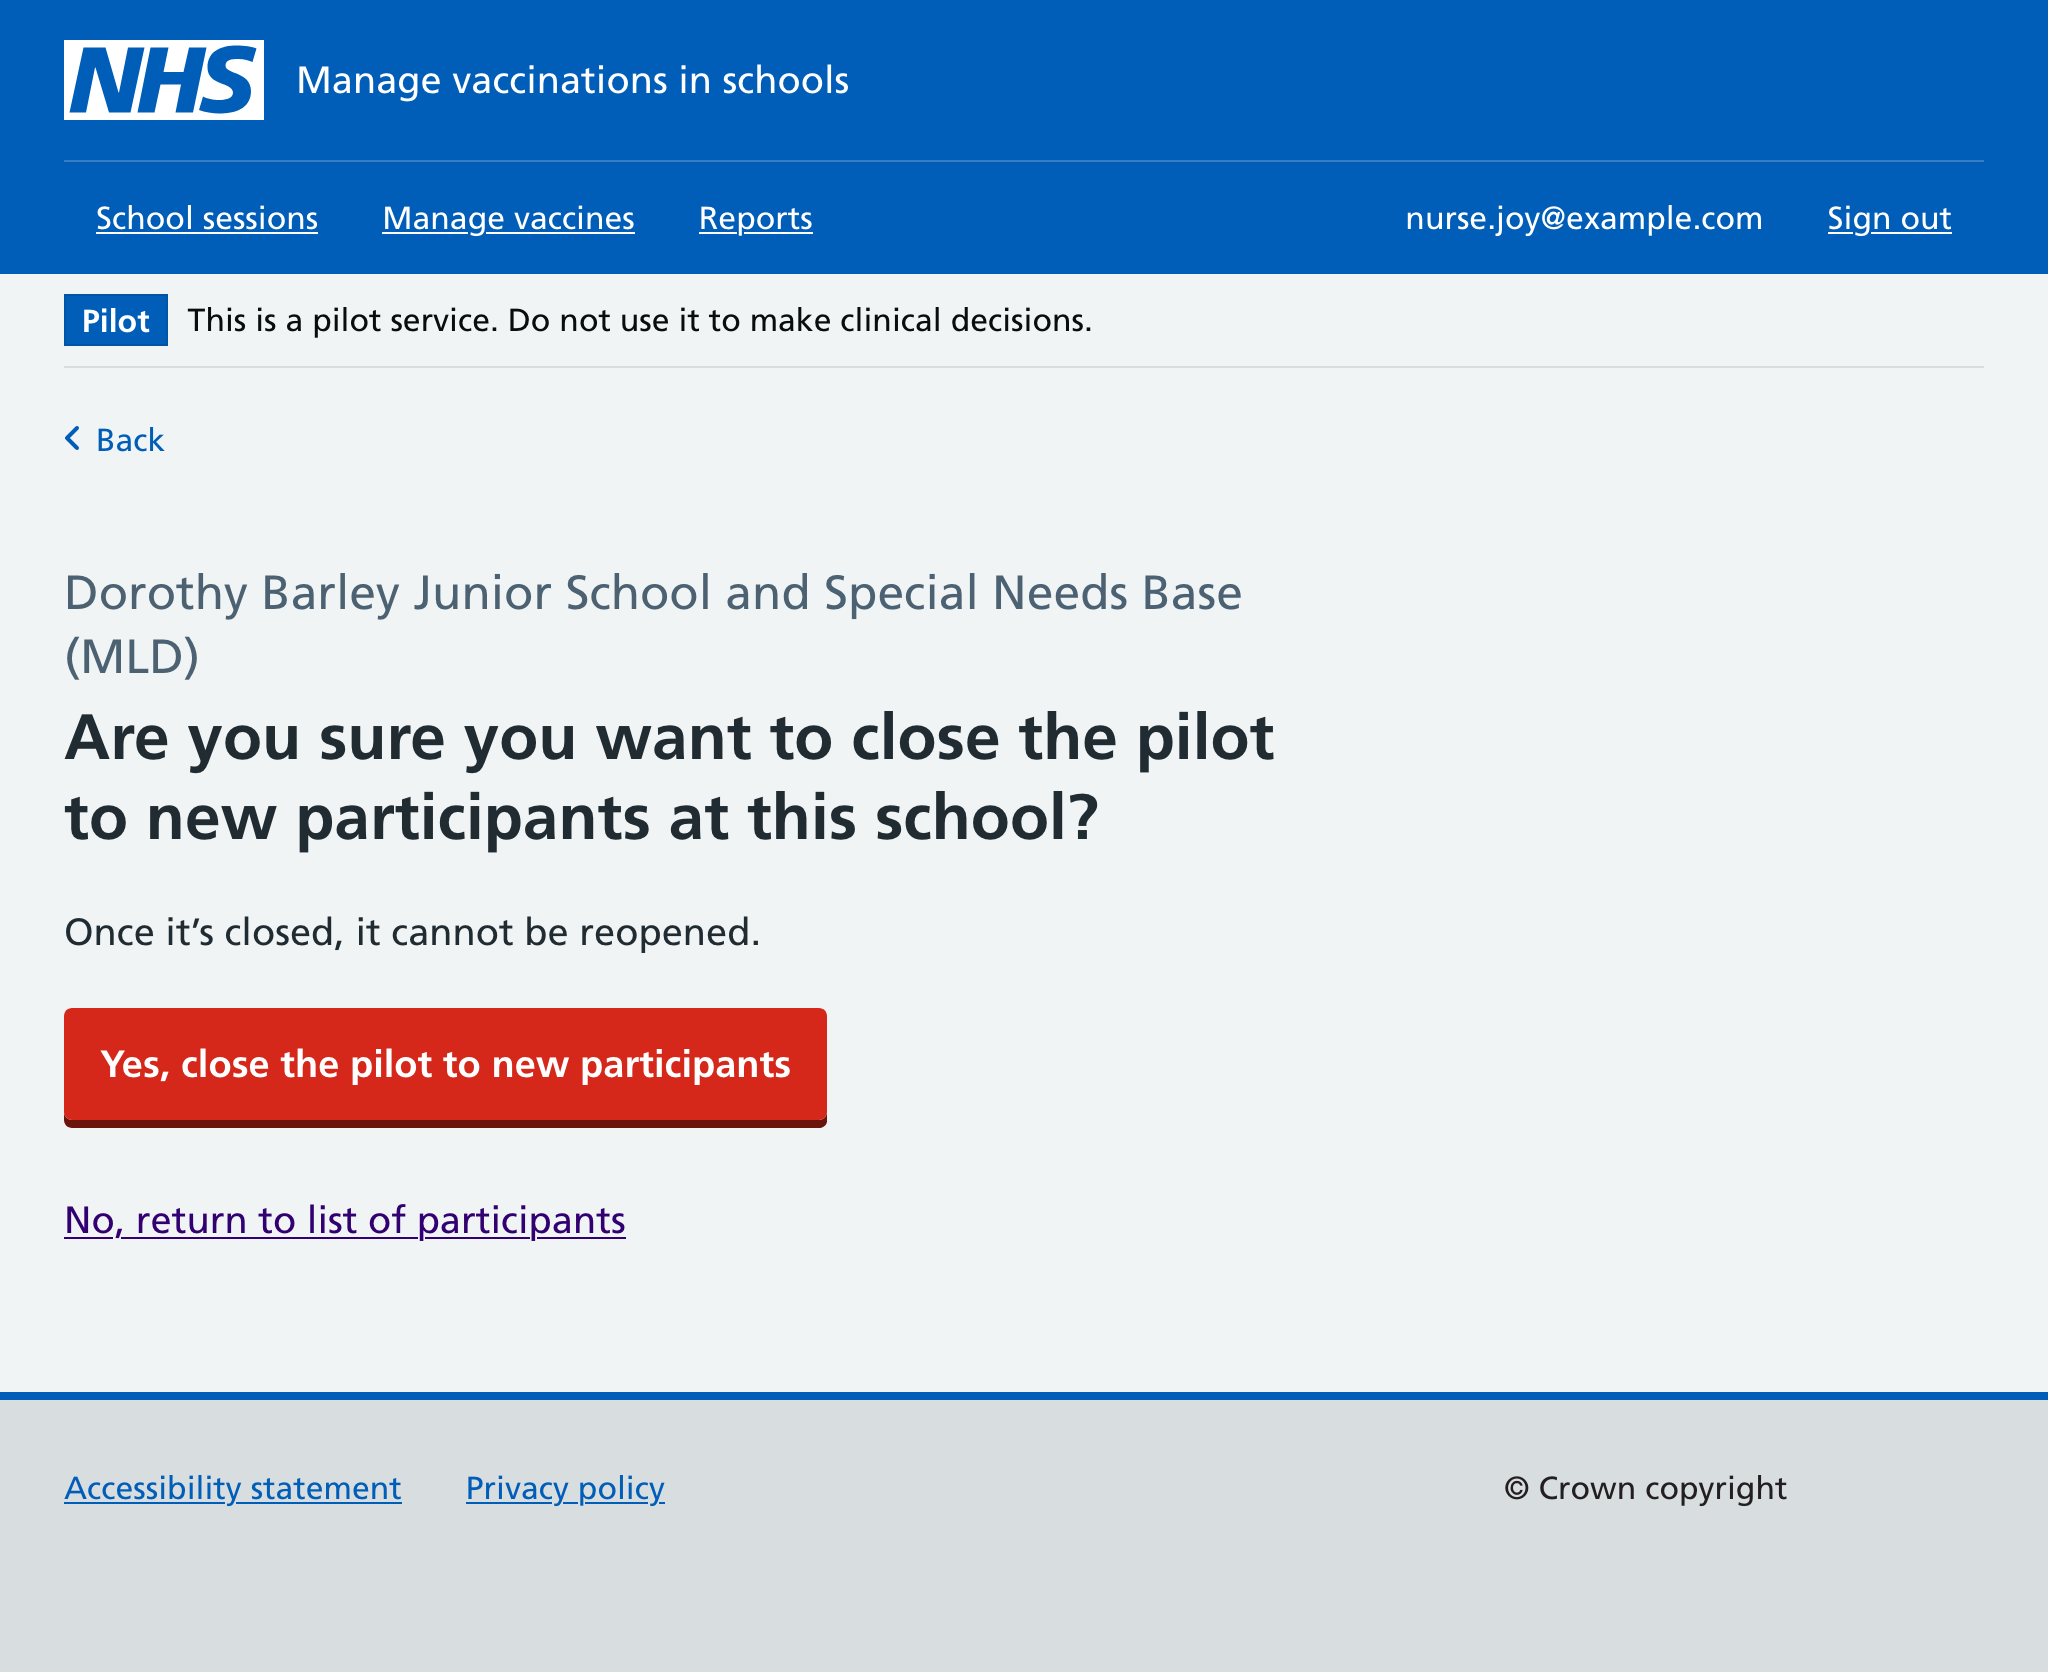 NHS Manage vaccinations in schools
School sessions Manage vaccines Reports nurse.joy@example.com Sign out
Pilot This is a pilot service. Do not use it to make clinical decisions.
Back
Dorothy Barley Junior School and Special Needs Base
(MLD)
Are you sure you want to close the pilot
to new participants at this school?
Once it’s closed, it cannot be reopened.
Yes, close the pilot to new participants
No, return to list of participants
Accessibility statement Privacy policy © Crown copyright